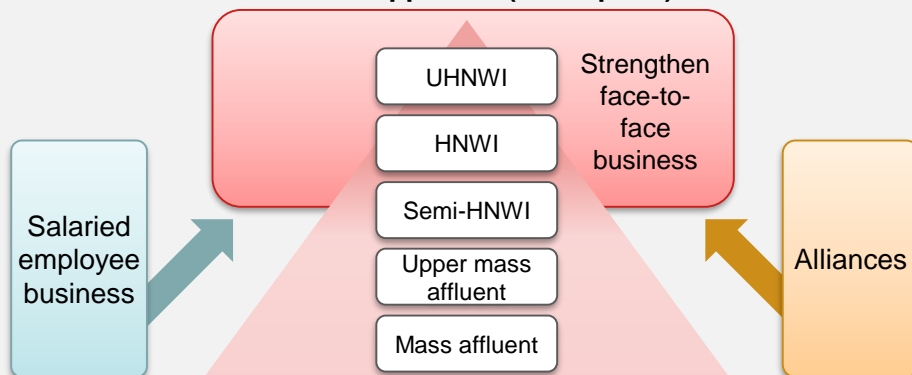 UHNWI
Strengthen
face-to-
face
business
HNWI
Semi-HNWI
Upper mass
affluent
Mass affluent
Salaried
employee
business
Alliances